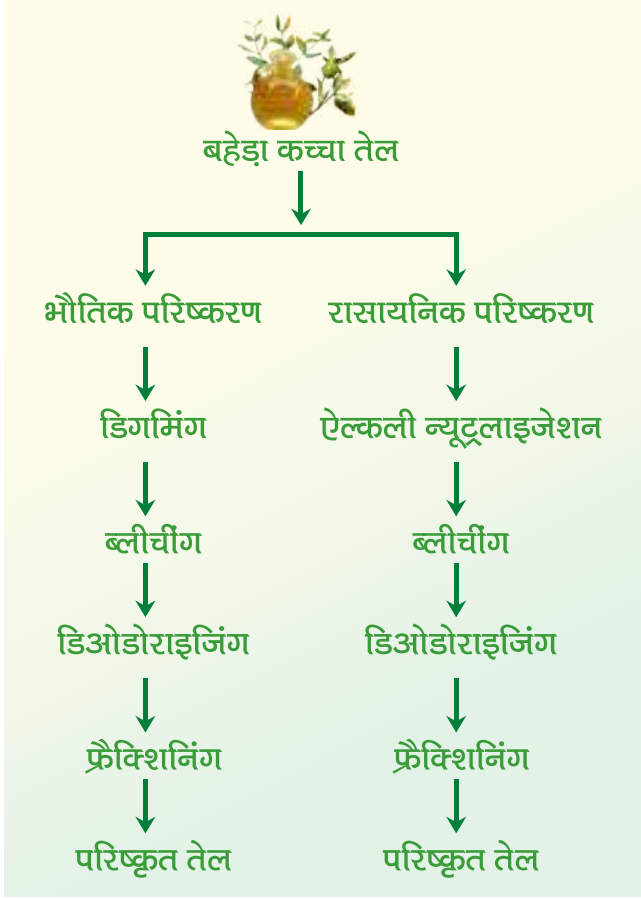 बहेड़ा कच्चा तेल
भौतिक परिष्करण
रासायनिक परिष्करण
डिगमिंग
ऐल्कली न्यूट्रलाइजेशन
ब्लीचींग
ब्लीचींग
डिओडोराइजिंग
डिओडोराइजिंग
फ्रैक्शिनिंग
फ्रैक्शिनिंग
परिष्कृत तेल
परिष्कृत तेल